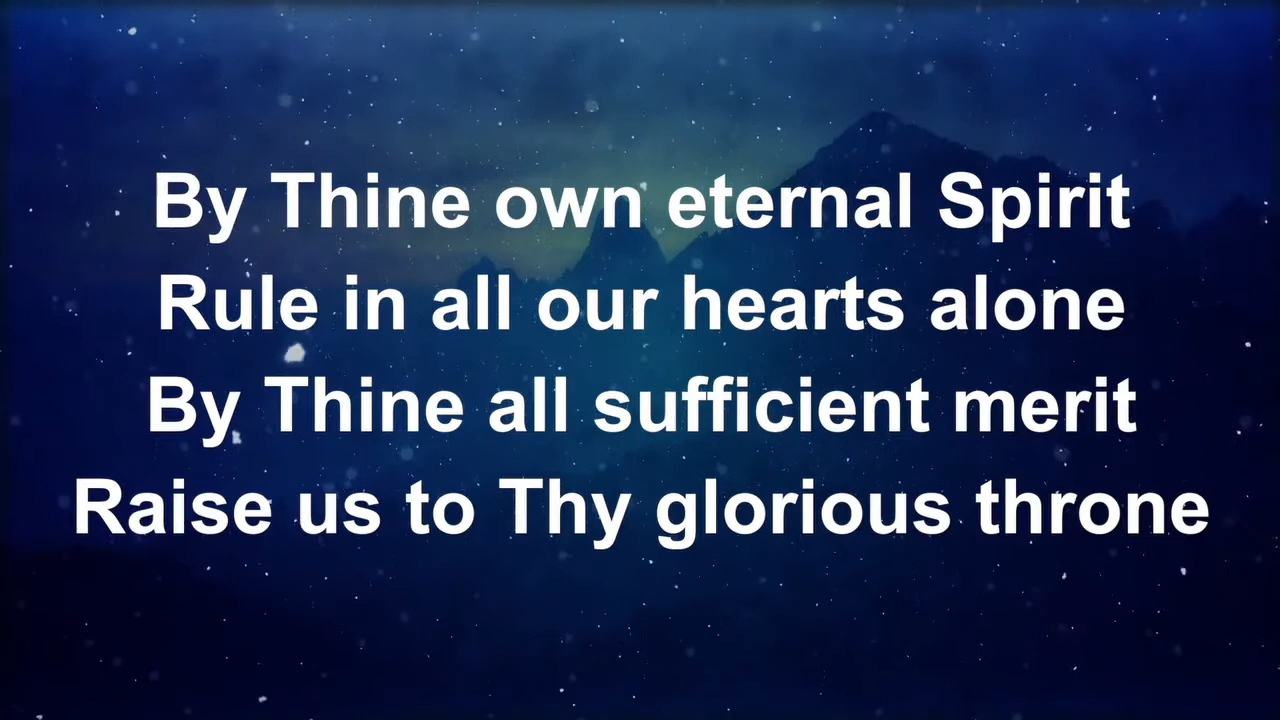 By Thine own eternal Spirit
Rule in all our hearts alone
By Thine all sufficient merit
Raise us to Thy glorious throne